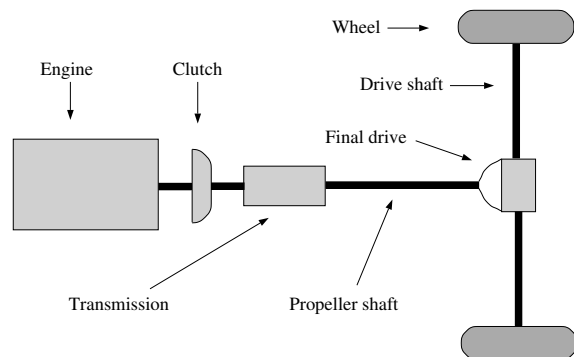 Wheel
Engine
Clutch
Drive shaft
Final drive
Transmission
Propeller shaft